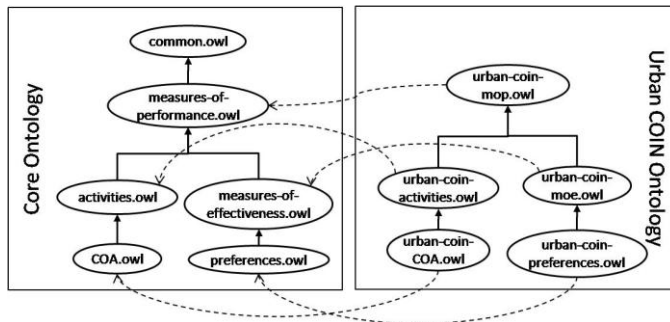 Core Ontology
common.owl
measures-of-
performance.owl
activities.owl
measures-of-
effectiveness.owl
COA.owl
preferences.owl
Urban COIN Ontology
urban-coin-
mop.owl
urban-coin-
activities.owl
urban-coin-
moe.owl
urban-coin-
COA.owl
urban-coin-
preferences.owl